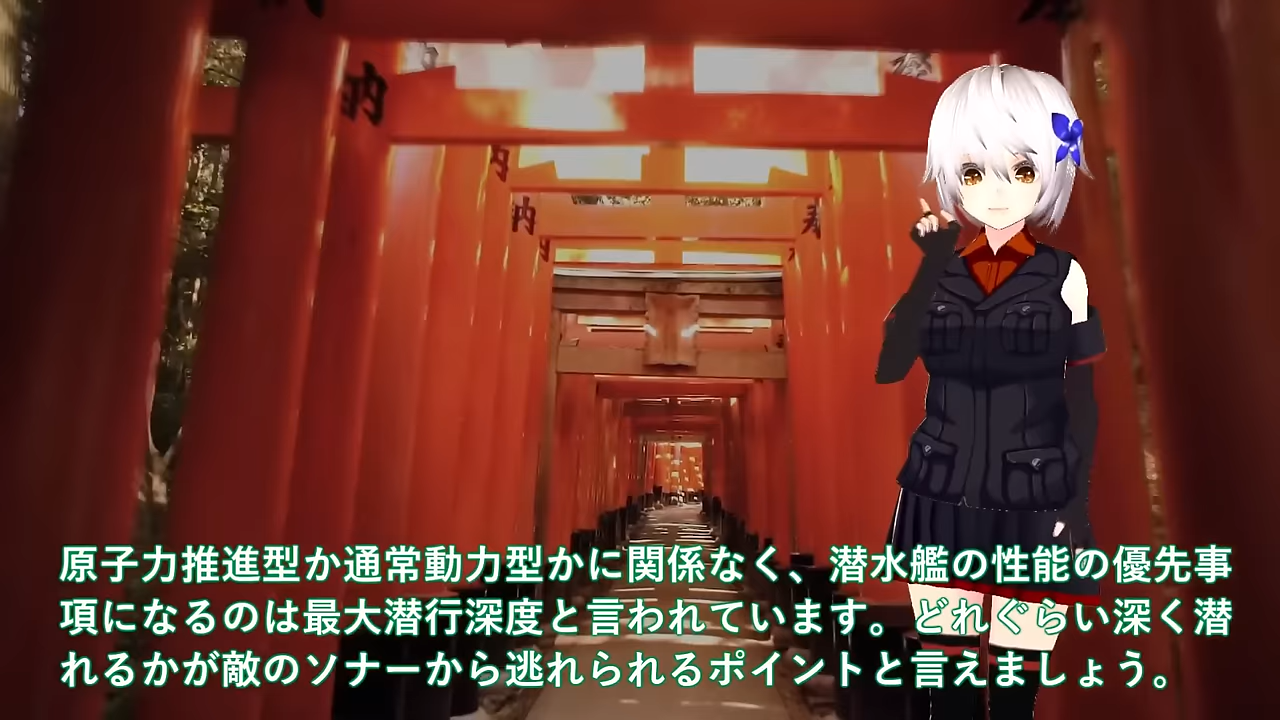 納
内
納
奉
原子力推進型か通常動力型かに関係なく、潜水艦の性能の優先事
項になるのは最大潜行深度と言われています。どれぐらい深く潜
れるかが敵のソナーから逃れられるポイントと言えましょう。